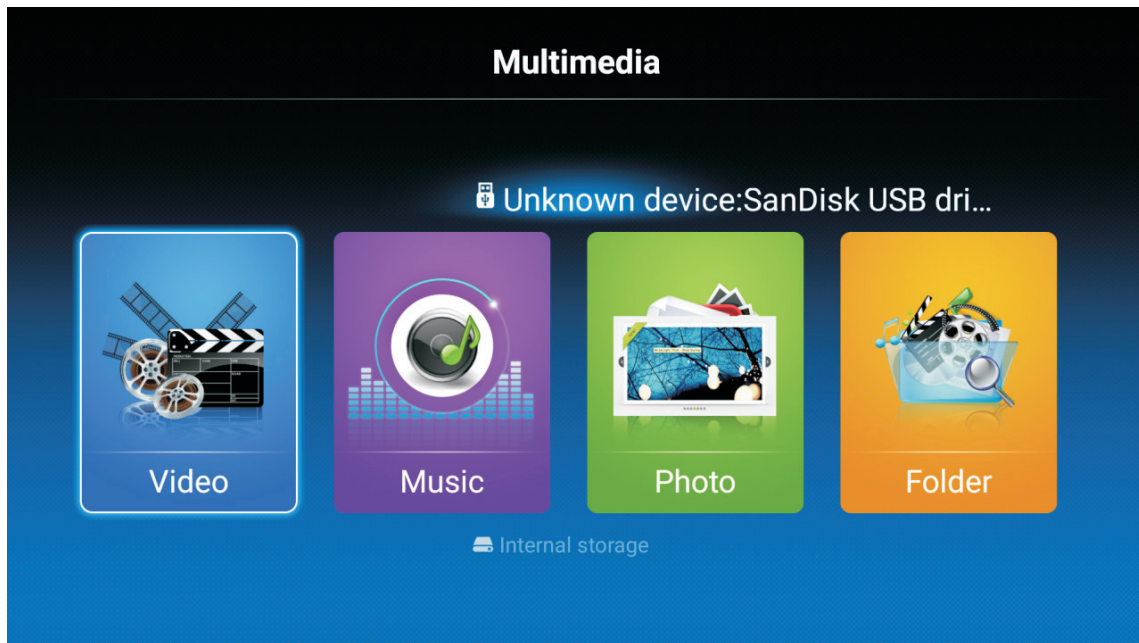 Multimedia
Unknown device:SanDisk USB dri...
Video
Music
Photo
Folder
Internal storage